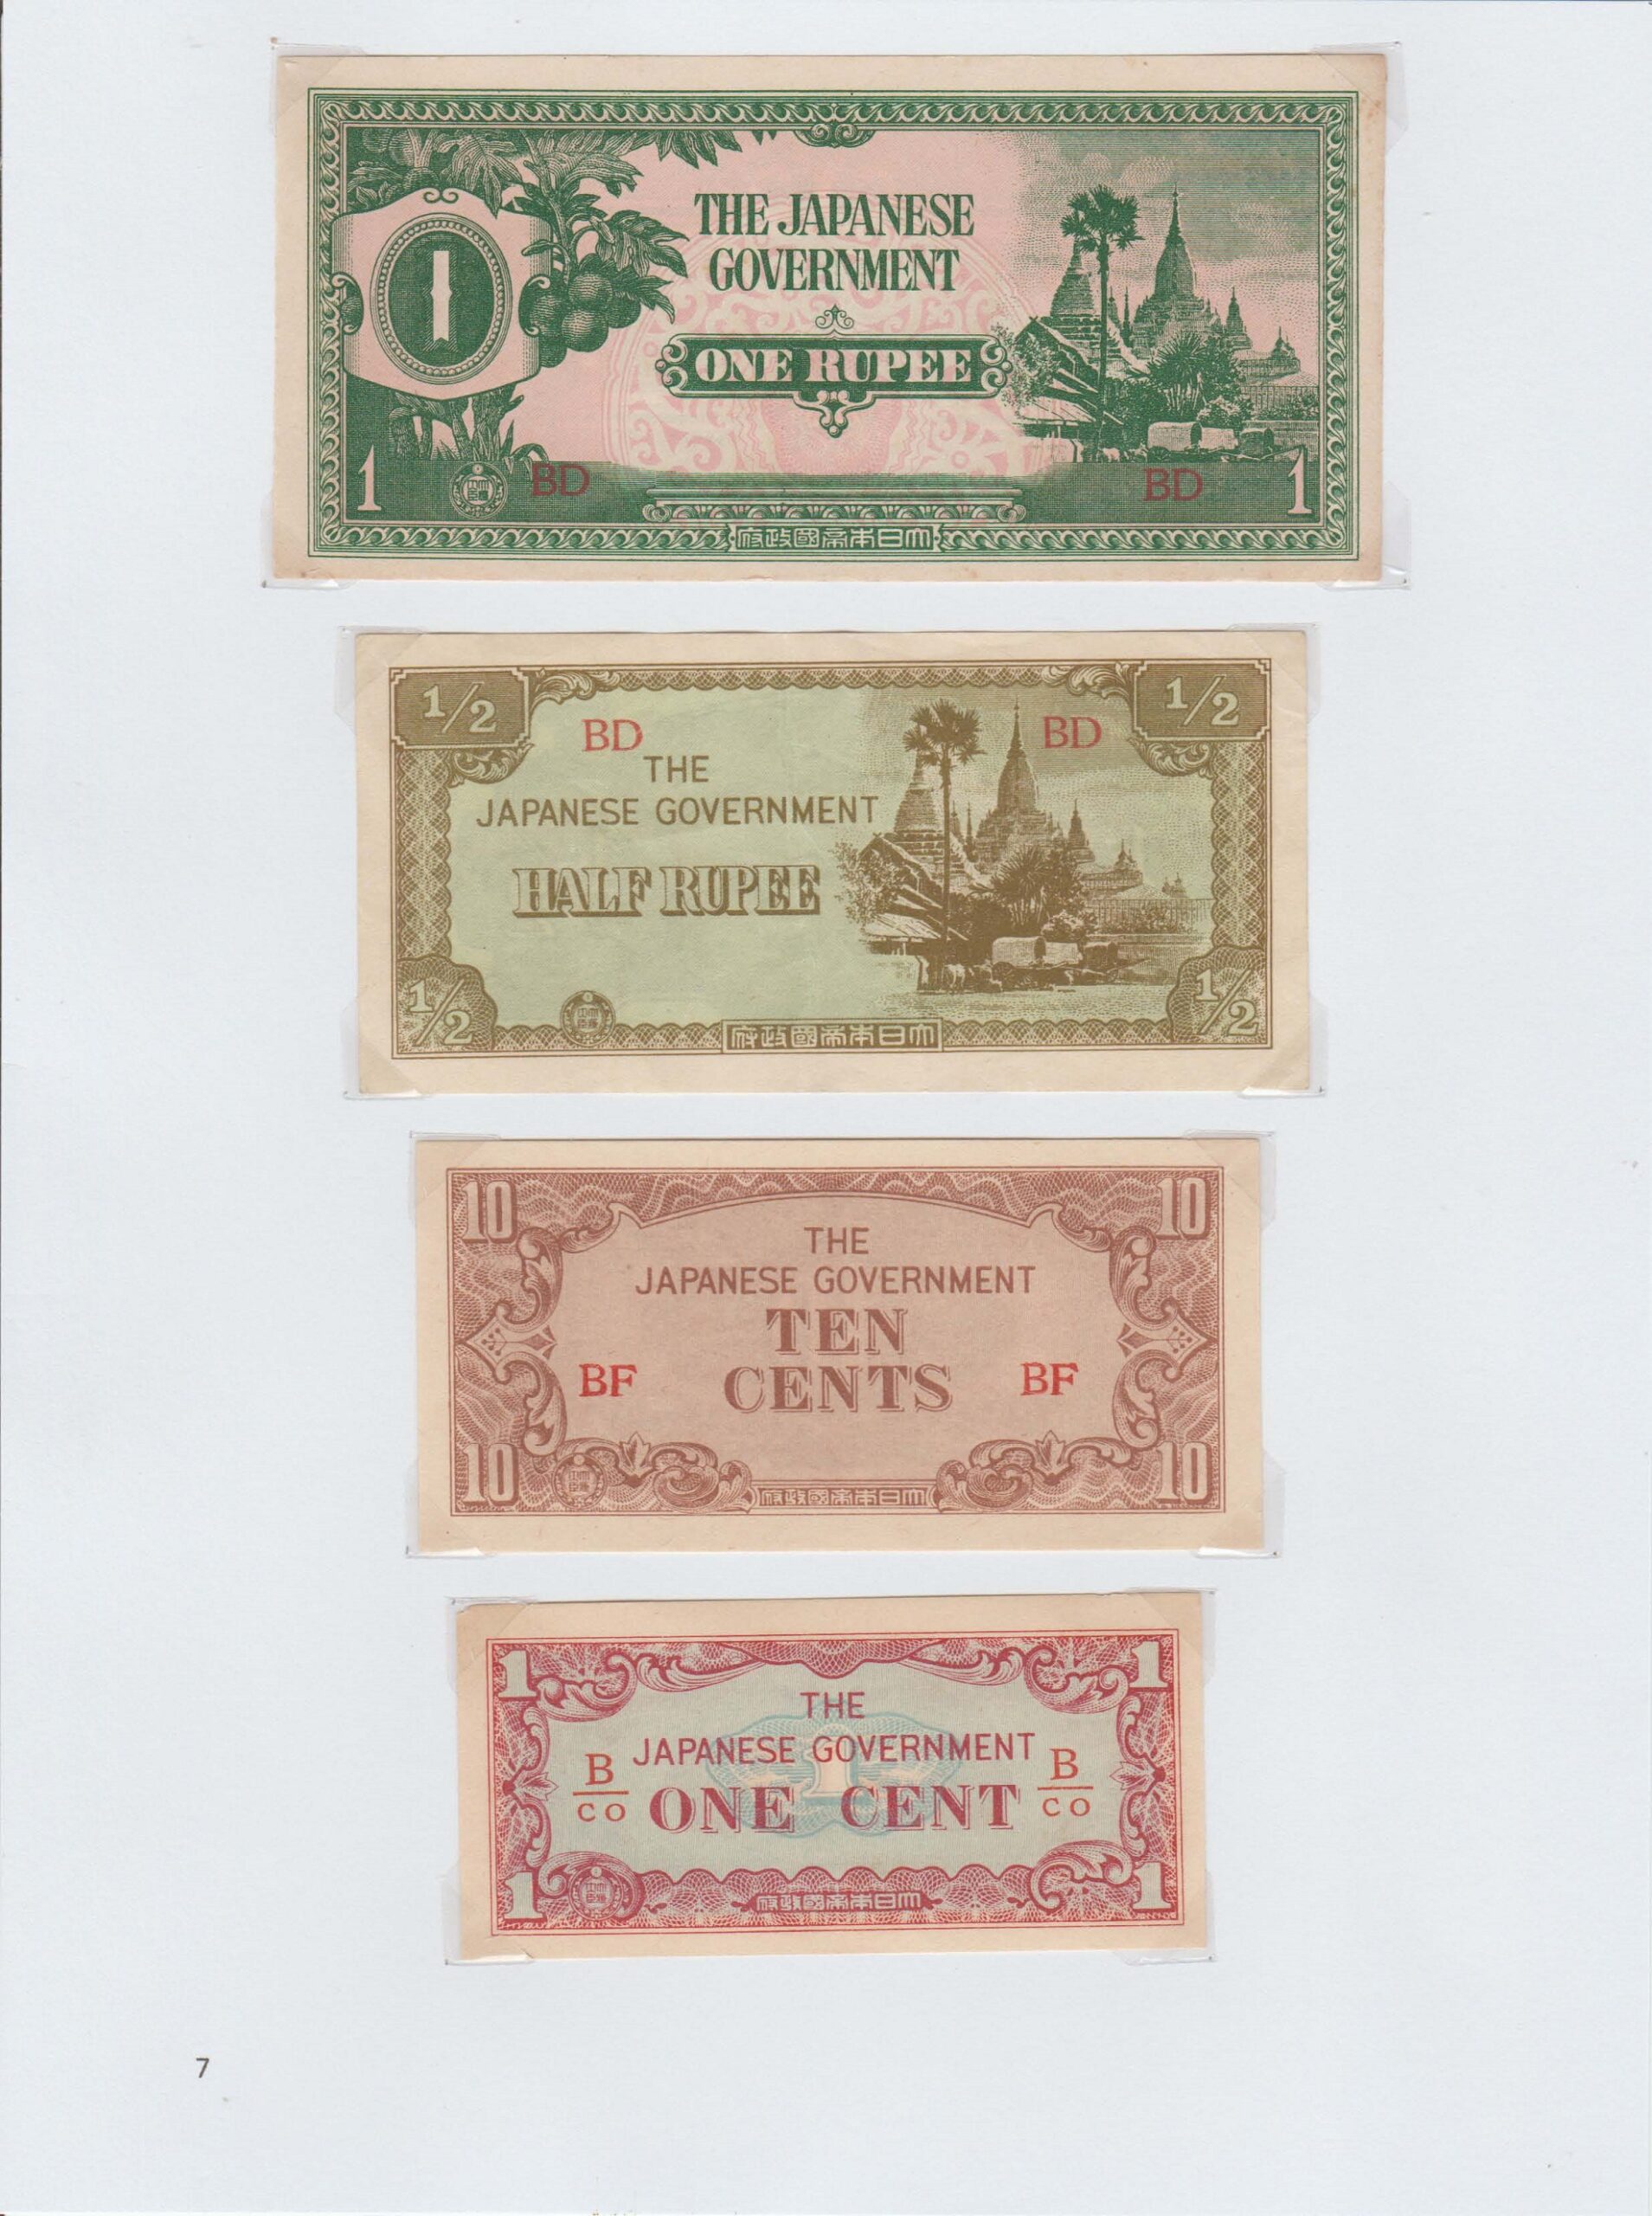 THE JAPANESE
GOVERNMENT
1
ONE RUPEE
1 BD BD 1
府政國帝本日大
1/2 1/2
BD BD
THE
JAPANESE GOVERNMENT
HALF RUPEE
1/2 1/2
府政國帝本日大
10 10
THE
JAPANESE GOVERNMENT
TEN
BF CENTS BF
10 10
府政國帝本日大
1 1
THE
JAPANESE GOVERNMENT
B B
ONE CENT
CO CO
1 1
府政國帝本日大
7